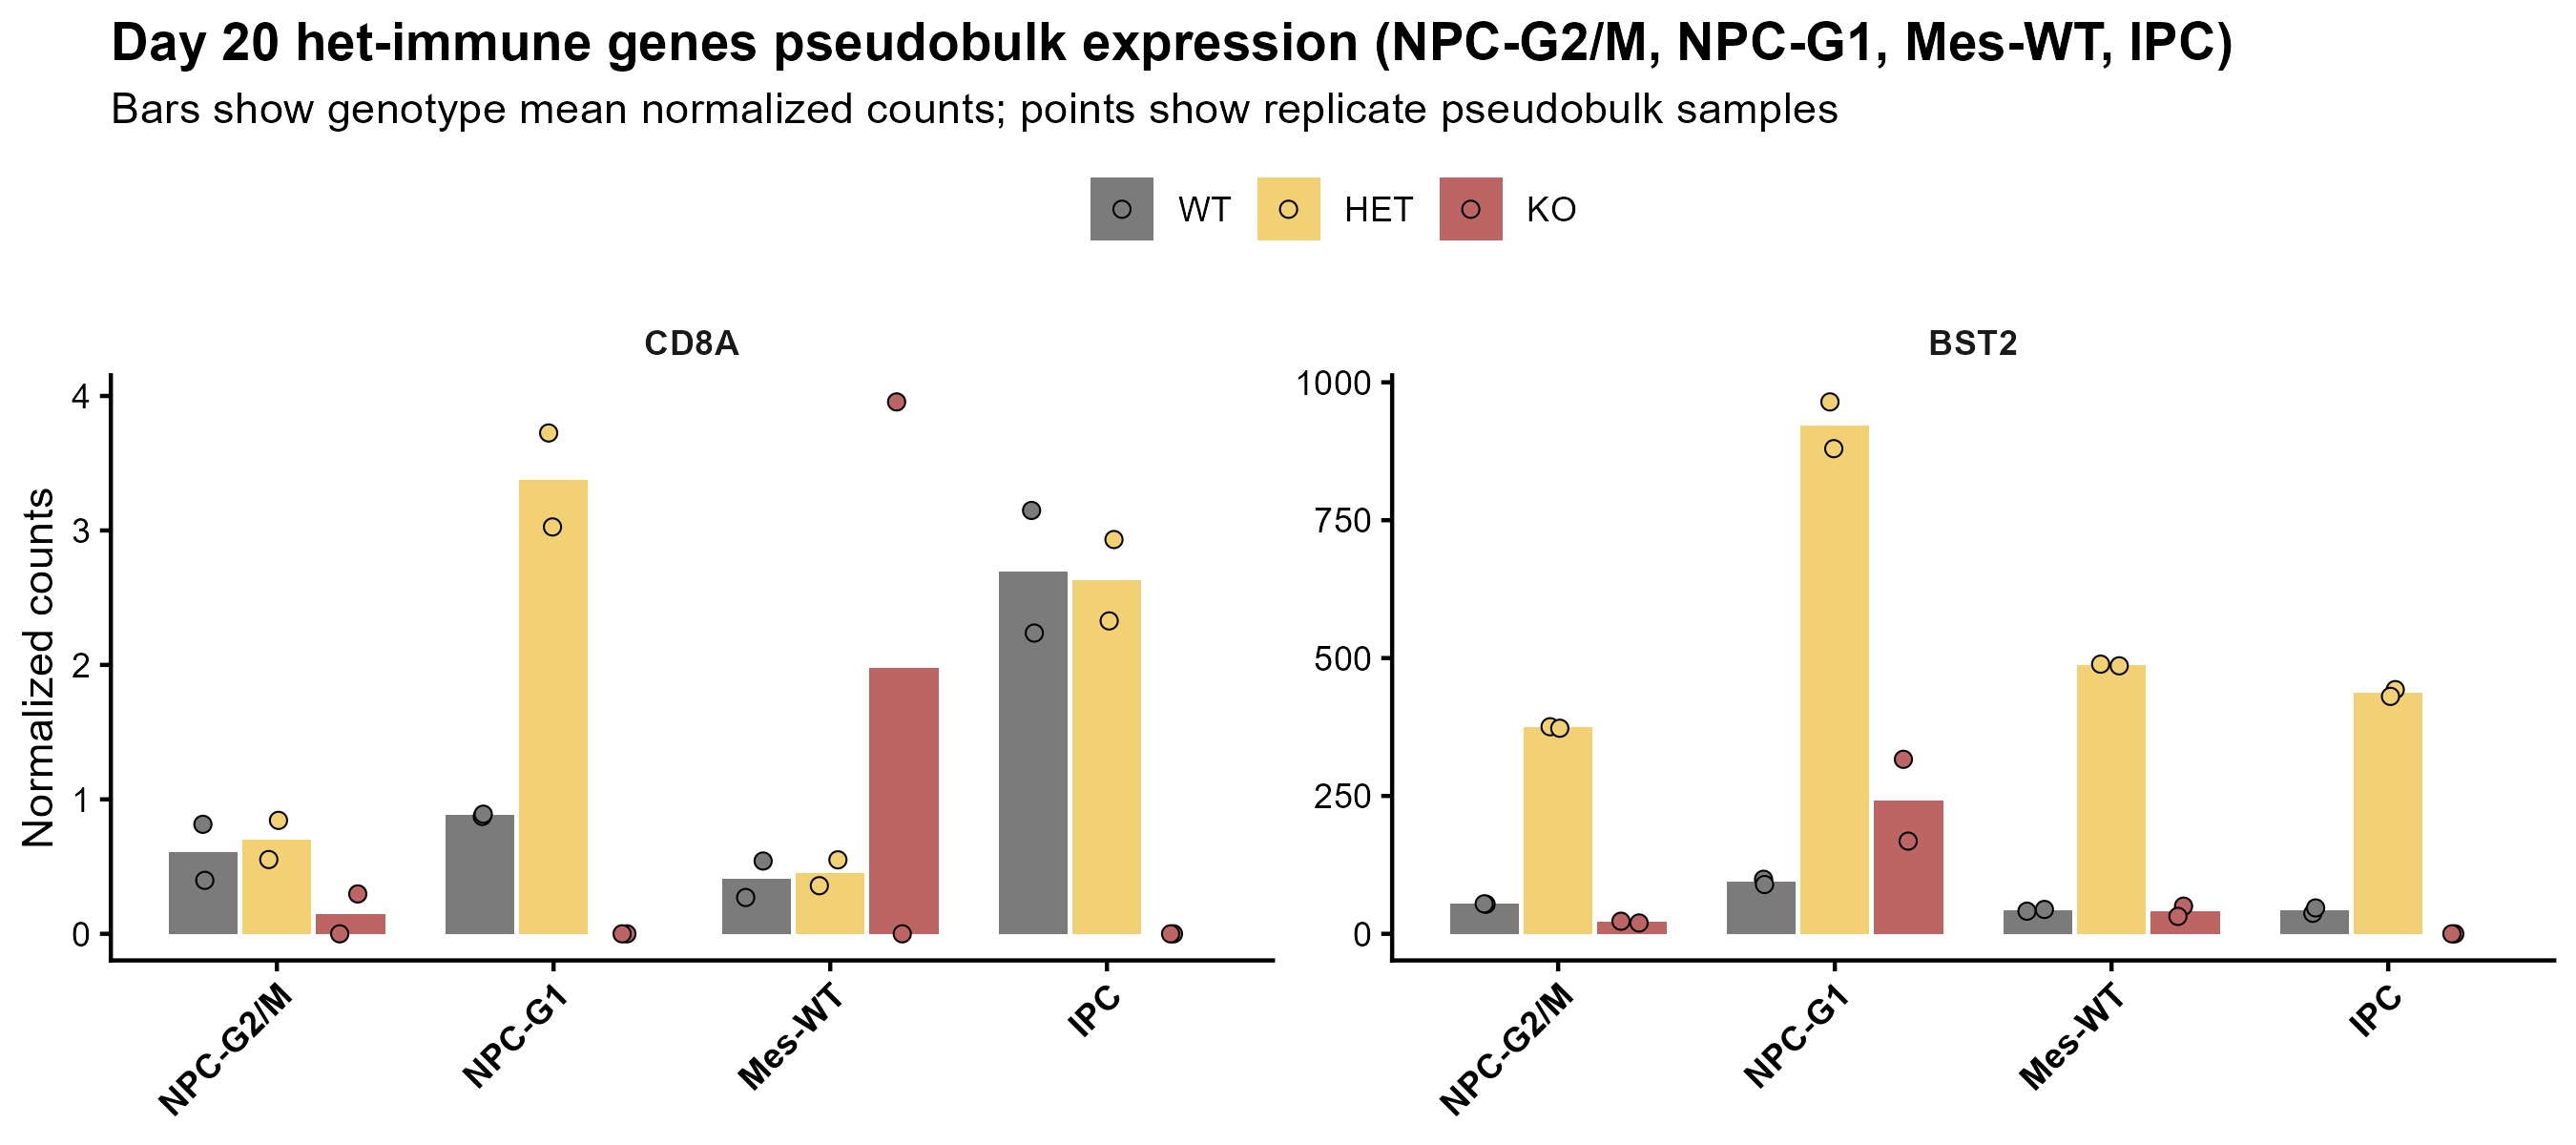 Day 20 het-immune genes pseudobulk expression (NPC-G2/M, NPC-G1, Mes-WT, IPC)
Bars show genotype mean normalized counts; points show replicate pseudobulk samples
WT HET KO
CD8A
Normalized counts
4
3
2
1
0
NPC-G2/M NPC-G1 Mes-WT IPC
BST2
1000
750
500
250
0
NPC-G2/M NPC-G1 Mes-WT IPC